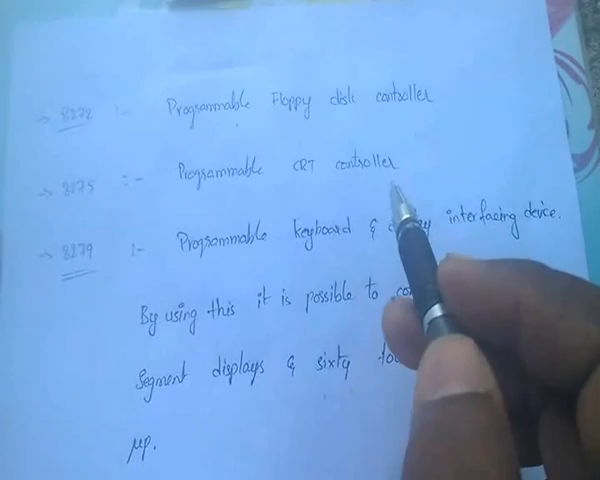 → 8272 :- Programmable Floppy disk controller
→ 8275 :- Programmable CRT controller
→ 8279 :- Programmable keyboard & interfacing device.
By using this it is possible to
Segment displays & sixty
μp.